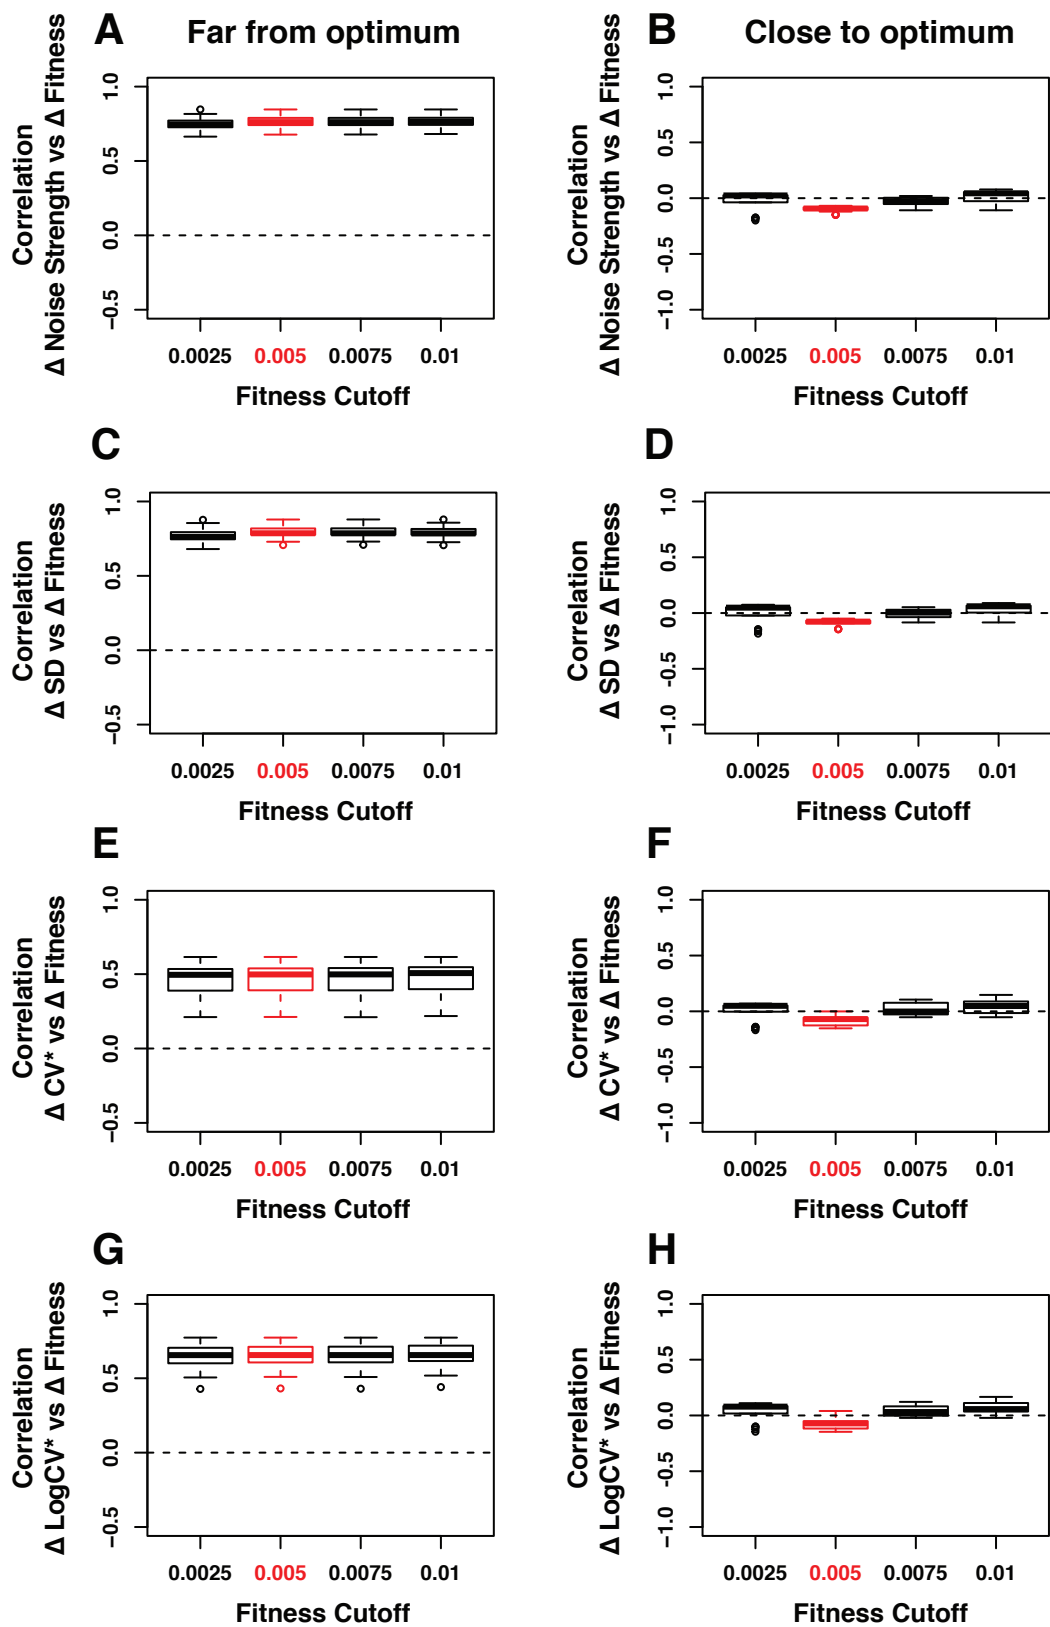 A Far from optimum
Correlation
Δ Noise Strength vs Δ Fitness
1.0
0.5
0.0
−0.5
0.0025 0.005 0.0075 0.01
Fitness Cutoff
B Close to optimum
Correlation
Δ Noise Strength vs Δ Fitness
1.0
0.5
0.0
−0.5
−1.0
0.0025 0.005 0.0075 0.01
Fitness Cutoff
C
Correlation
Δ SD vs Δ Fitness
1.0
0.5
0.0
−0.5
0.0025 0.005 0.0075 0.01
Fitness Cutoff
D
Correlation
Δ SD vs Δ Fitness
1.0
0.5
0.0
−0.5
−1.0
0.0025 0.005 0.0075 0.01
Fitness Cutoff
E
Correlation
Δ CV* vs Δ Fitness
1.0
0.5
0.0
−0.5
0.0025 0.005 0.0075 0.01
Fitness Cutoff
F
Correlation
Δ CV* vs Δ Fitness
1.0
0.5
0.0
−0.5
−1.0
0.0025 0.005 0.0075 0.01
Fitness Cutoff
G
Correlation
Δ LogCV* vs Δ Fitness
1.0
0.5
0.0
−0.5
0.0025 0.005 0.0075 0.01
Fitness Cutoff
H
Correlation
Δ LogCV* vs Δ Fitness
1.0
0.5
0.0
−0.5
−1.0
0.0025 0.005 0.0075 0.01
Fitness Cutoff